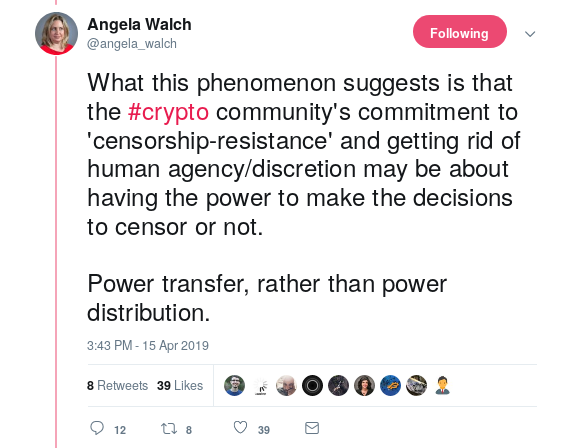 Angela Walch
@angela_walch
Following
What this phenomenon suggests is that
the #crypto community's commitment to
'censorship-resistance' and getting rid of
human agency/discretion may be about
having the power to make the decisions
to censor or not.
Power transfer, rather than power
distribution.
3:43 PM - 15 Apr 2019
8 Retweets 39 Likes
12 8 39